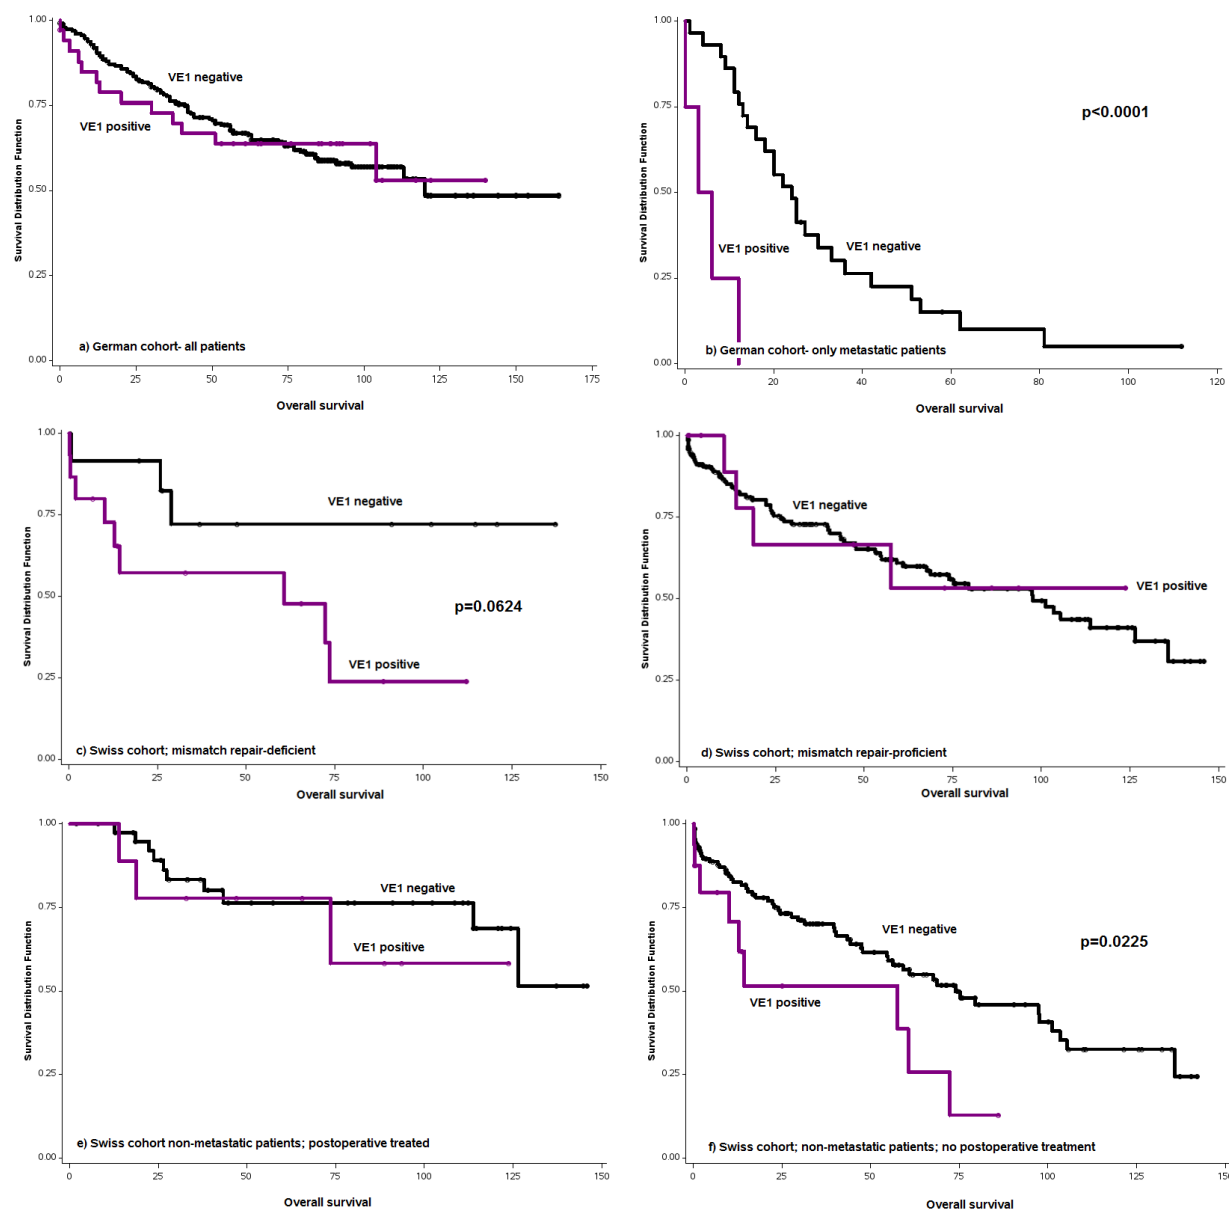 1.00
0.75
0.50
0.25
0.00
Survival Distribution Function
VE1 negative
VE1 positive
a) German cohort- all patients
0 25 50 75 100 125 150 175
Overall survival
1.00
0.75
0.50
0.25
0.00
Survival Distribution Function
p<0.0001
VE1 positive
VE1 negative
b) German cohort- only metastatic patients
0 20 40 60 80 100 120
Overall survival
1.00
0.75
0.50
0.25
0.00
Survival Distribution Function
VE1 negative
p=0.0624
VE1 positive
c) Swiss cohort; mismatch repair-deficient
0 25 50 75 100 125 150
Overall survival
1.00
0.75
0.50
0.25
0.00
Survival Distribution Function
VE1 negative
VE1 positive
d) Swiss cohort; mismatch repair-proficient
0 25 50 75 100 125 150
Overall survival
1.00
0.75
0.50
0.25
0.00
Survival Distribution Function
VE1 negative
VE1 positive
e) Swiss cohort non-metastatic patients; postoperative treated
0 25 50 75 100 125 150
Overall survival
1.00
0.75
0.50
0.25
0.00
Survival Distribution Function
VE1 negative
p=0.0225
VE1 positive
f) Swiss cohort; non-metastatic patients; no postoperative treatment
0 25 50 75 100 125 150
Overall survival